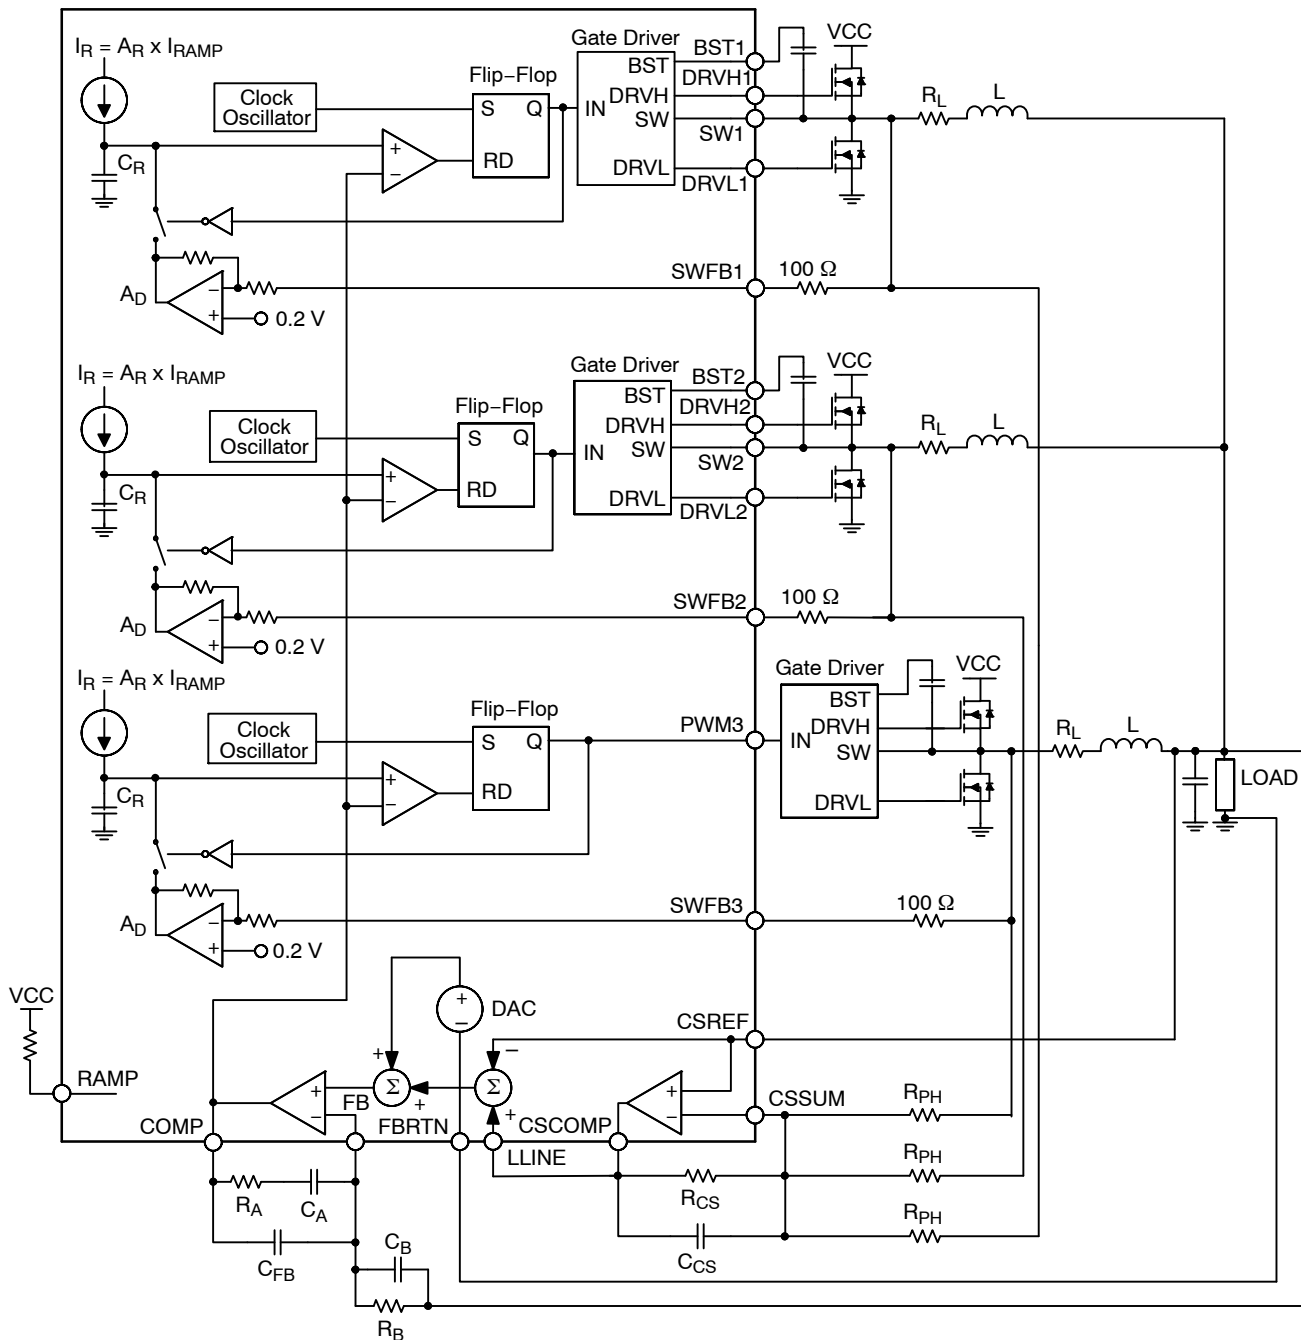 I_R = A_R x I_RAMP
Clock
Oscillator
Flip−Flop
S
Q
RD
Gate Driver
IN
BST
DRVH
SW
DRVL
BST1
DRVH1
SW1
DRVL1
VCC
R_L
L
C_R
+
−
A_D
−
+
0.2 V
SWFB1
100 Ω
I_R = A_R x I_RAMP
Clock
Oscillator
Flip−Flop
S
Q
RD
Gate Driver
IN
BST
DRVH
SW
DRVL
BST2
DRVH2
SW2
DRVL2
VCC
R_L
L
C_R
+
−
A_D
−
+
0.2 V
SWFB2
100 Ω
I_R = A_R x I_RAMP
Clock
Oscillator
Flip−Flop
S
Q
RD
PWM3
Gate Driver
IN
BST
DRVH
SW
DRVL
VCC
R_L
L
LOAD
C_R
+
−
A_D
−
+
0.2 V
SWFB3
100 Ω
VCC
RAMP
+
−
DAC
CSREF
+
Σ
+
−
Σ
+
+
−
+
−
CSSUM
R_PH
COMP
FB
FBRTN
LLINE
CSCOMP
R_PH
R_A
C_A
R_CS
R_PH
C_FB
C_B
C_CS
R_B